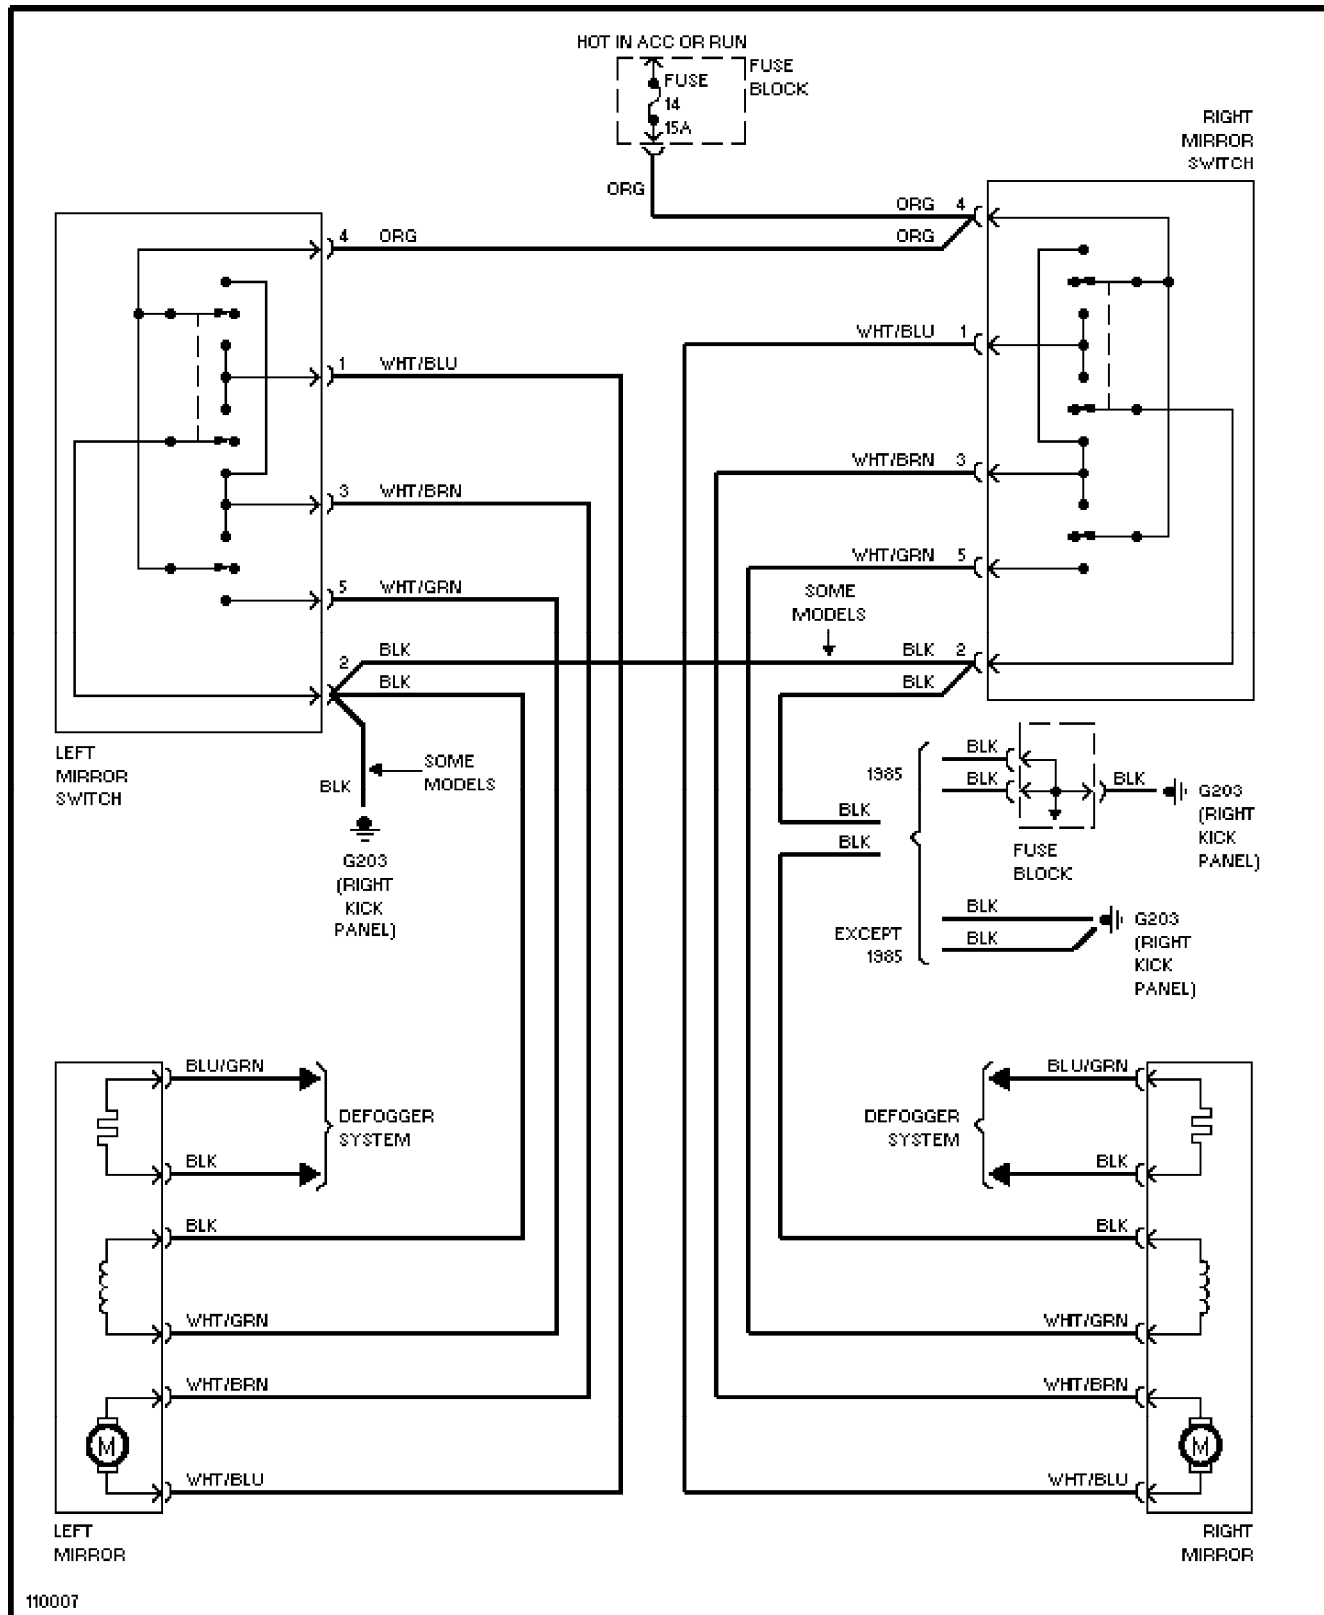 HOT IN ACC OR RUN
FUSE
14
15A
FUSE
BLOCK
RIGHT
MIRROR
SWITCH
ORG
ORG 4
4 ORG
ORG
WHT/BLU 1
1 WHT/BLU
WHT/BRN 3
3 WHT/BRN
WHT/GRN 5
5 WHT/GRN
SOME
MODELS
2 BLK
BLK 2
BLK
BLK
LEFT
MIRROR
SWITCH
BLK
SOME
MODELS
G203
(RIGHT
KICK
PANEL)
1985
BLK
BLK
BLK
G203
(RIGHT
KICK
PANEL)
FUSE
BLOCK
BLK
BLK
EXCEPT
1985
BLK
BLK
G203
(RIGHT
KICK
PANEL)
BLU/GRN
DEFOGGER
SYSTEM
BLK
BLK
WHT/GRN
WHT/BRN
M
WHT/BLU
LEFT
MIRROR
BLU/GRN
DEFOGGER
SYSTEM
BLK
BLK
WHT/GRN
WHT/BRN
M
WHT/BLU
RIGHT
MIRROR
110007